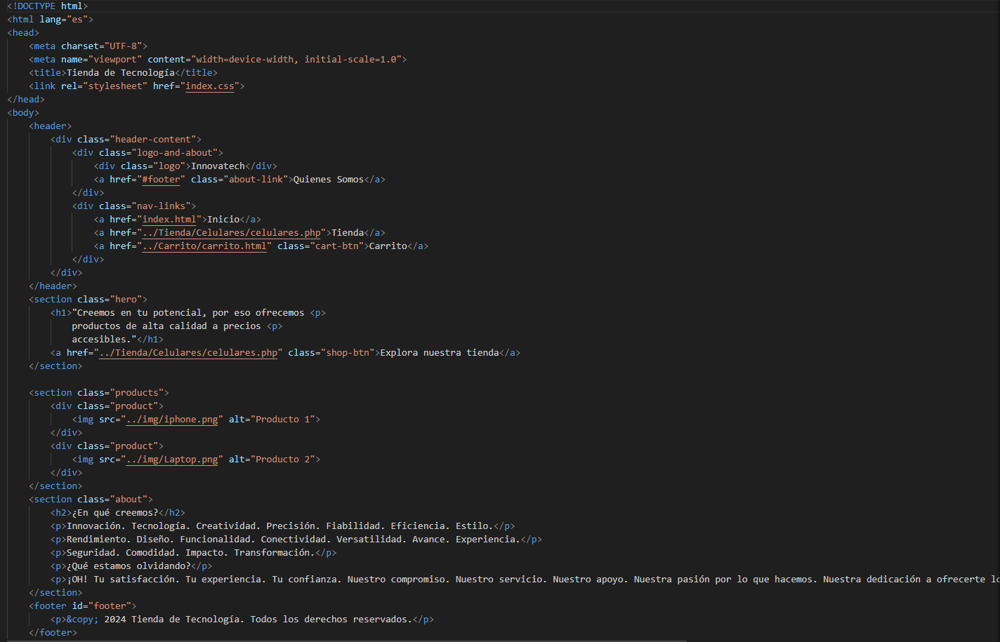 <!DOCTYPE html>
<html lang="es">
<head>
    <meta charset="UTF-8">
    <meta name="viewport" content="width=device-width, initial-scale=1.0">
    <title>Tienda de Tecnología</title>
    <link rel="stylesheet" href="index.css">
</head>
<body>
    <header>
        <div class="header-content">
            <div class="logo-and-about">
                <div class="logo">Innovatech</div>
                <a href="#footer" class="about-link">Quienes Somos</a>
            </div>
            <div class="nav-links">
                <a href="index.html">Inicio</a>
                <a href="../Tienda/Celulares/celulares.php">Tienda</a>
                <a href="../Carrito/carrito.html" class="cart-btn">Carrito</a>
            </div>
        </div>
    </header>
    <section class="hero">
        <h1>"Creemos en tu potencial, por eso ofrecemos <p>
            productos de alta calidad a precios <p>
            accesibles."</h1>
        <a href="../Tienda/Celulares/celulares.php" class="shop-btn">Explora nuestra tienda</a>
    </section>

    <section class="products">
        <div class="product">
            <img src="../img/iphone.png" alt="Producto 1">
        </div>
        <div class="product">
            <img src="../img/Laptop.png" alt="Producto 2">
        </div>
    </section>
    <section class="about">
        <h2>¿En qué creemos?</h2>
        <p>Innovación. Tecnología. Creatividad. Precisión. Fiabilidad. Eficiencia. Estilo.</p>
        <p>Rendimiento. Diseño. Funcionalidad. Conectividad. Versatilidad. Avance. Experiencia.</p>
        <p>Seguridad. Comodidad. Impacto. Transformación.</p>
        <p>¿Qué estamos olvidando?</p>
        <p>¡OH! Tu satisfacción. Tu experiencia. Tu confianza. Nuestro compromiso. Nuestro servicio. Nuestro apoyo. Nuestra pasión por lo que hacemos. Nuestra dedicación a ofrecerte
    </section>
    <footer id="footer">
        <p>&copy; 2024 Tienda de Tecnología. Todos los derechos reservados.</p>
    </footer>